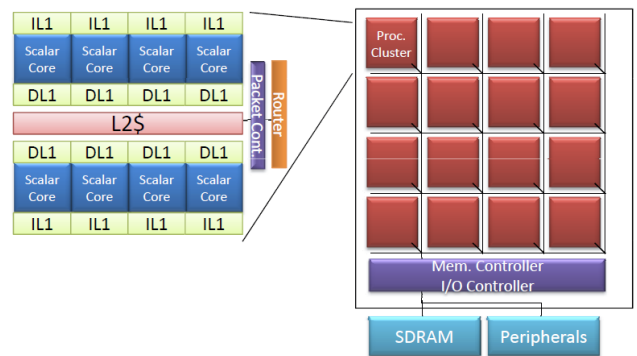 IL1 IL1 IL1 IL1
Scalar Core Scalar Core Scalar Core Scalar Core
DL1 DL1 DL1 DL1
L2$
DL1 DL1 DL1 DL1
Scalar Core Scalar Core Scalar Core Scalar Core
IL1 IL1 IL1 IL1
Packet Cont.
Router
Proc.
Cluster
Mem. Controller
I/O Controller
SDRAM
Peripherals